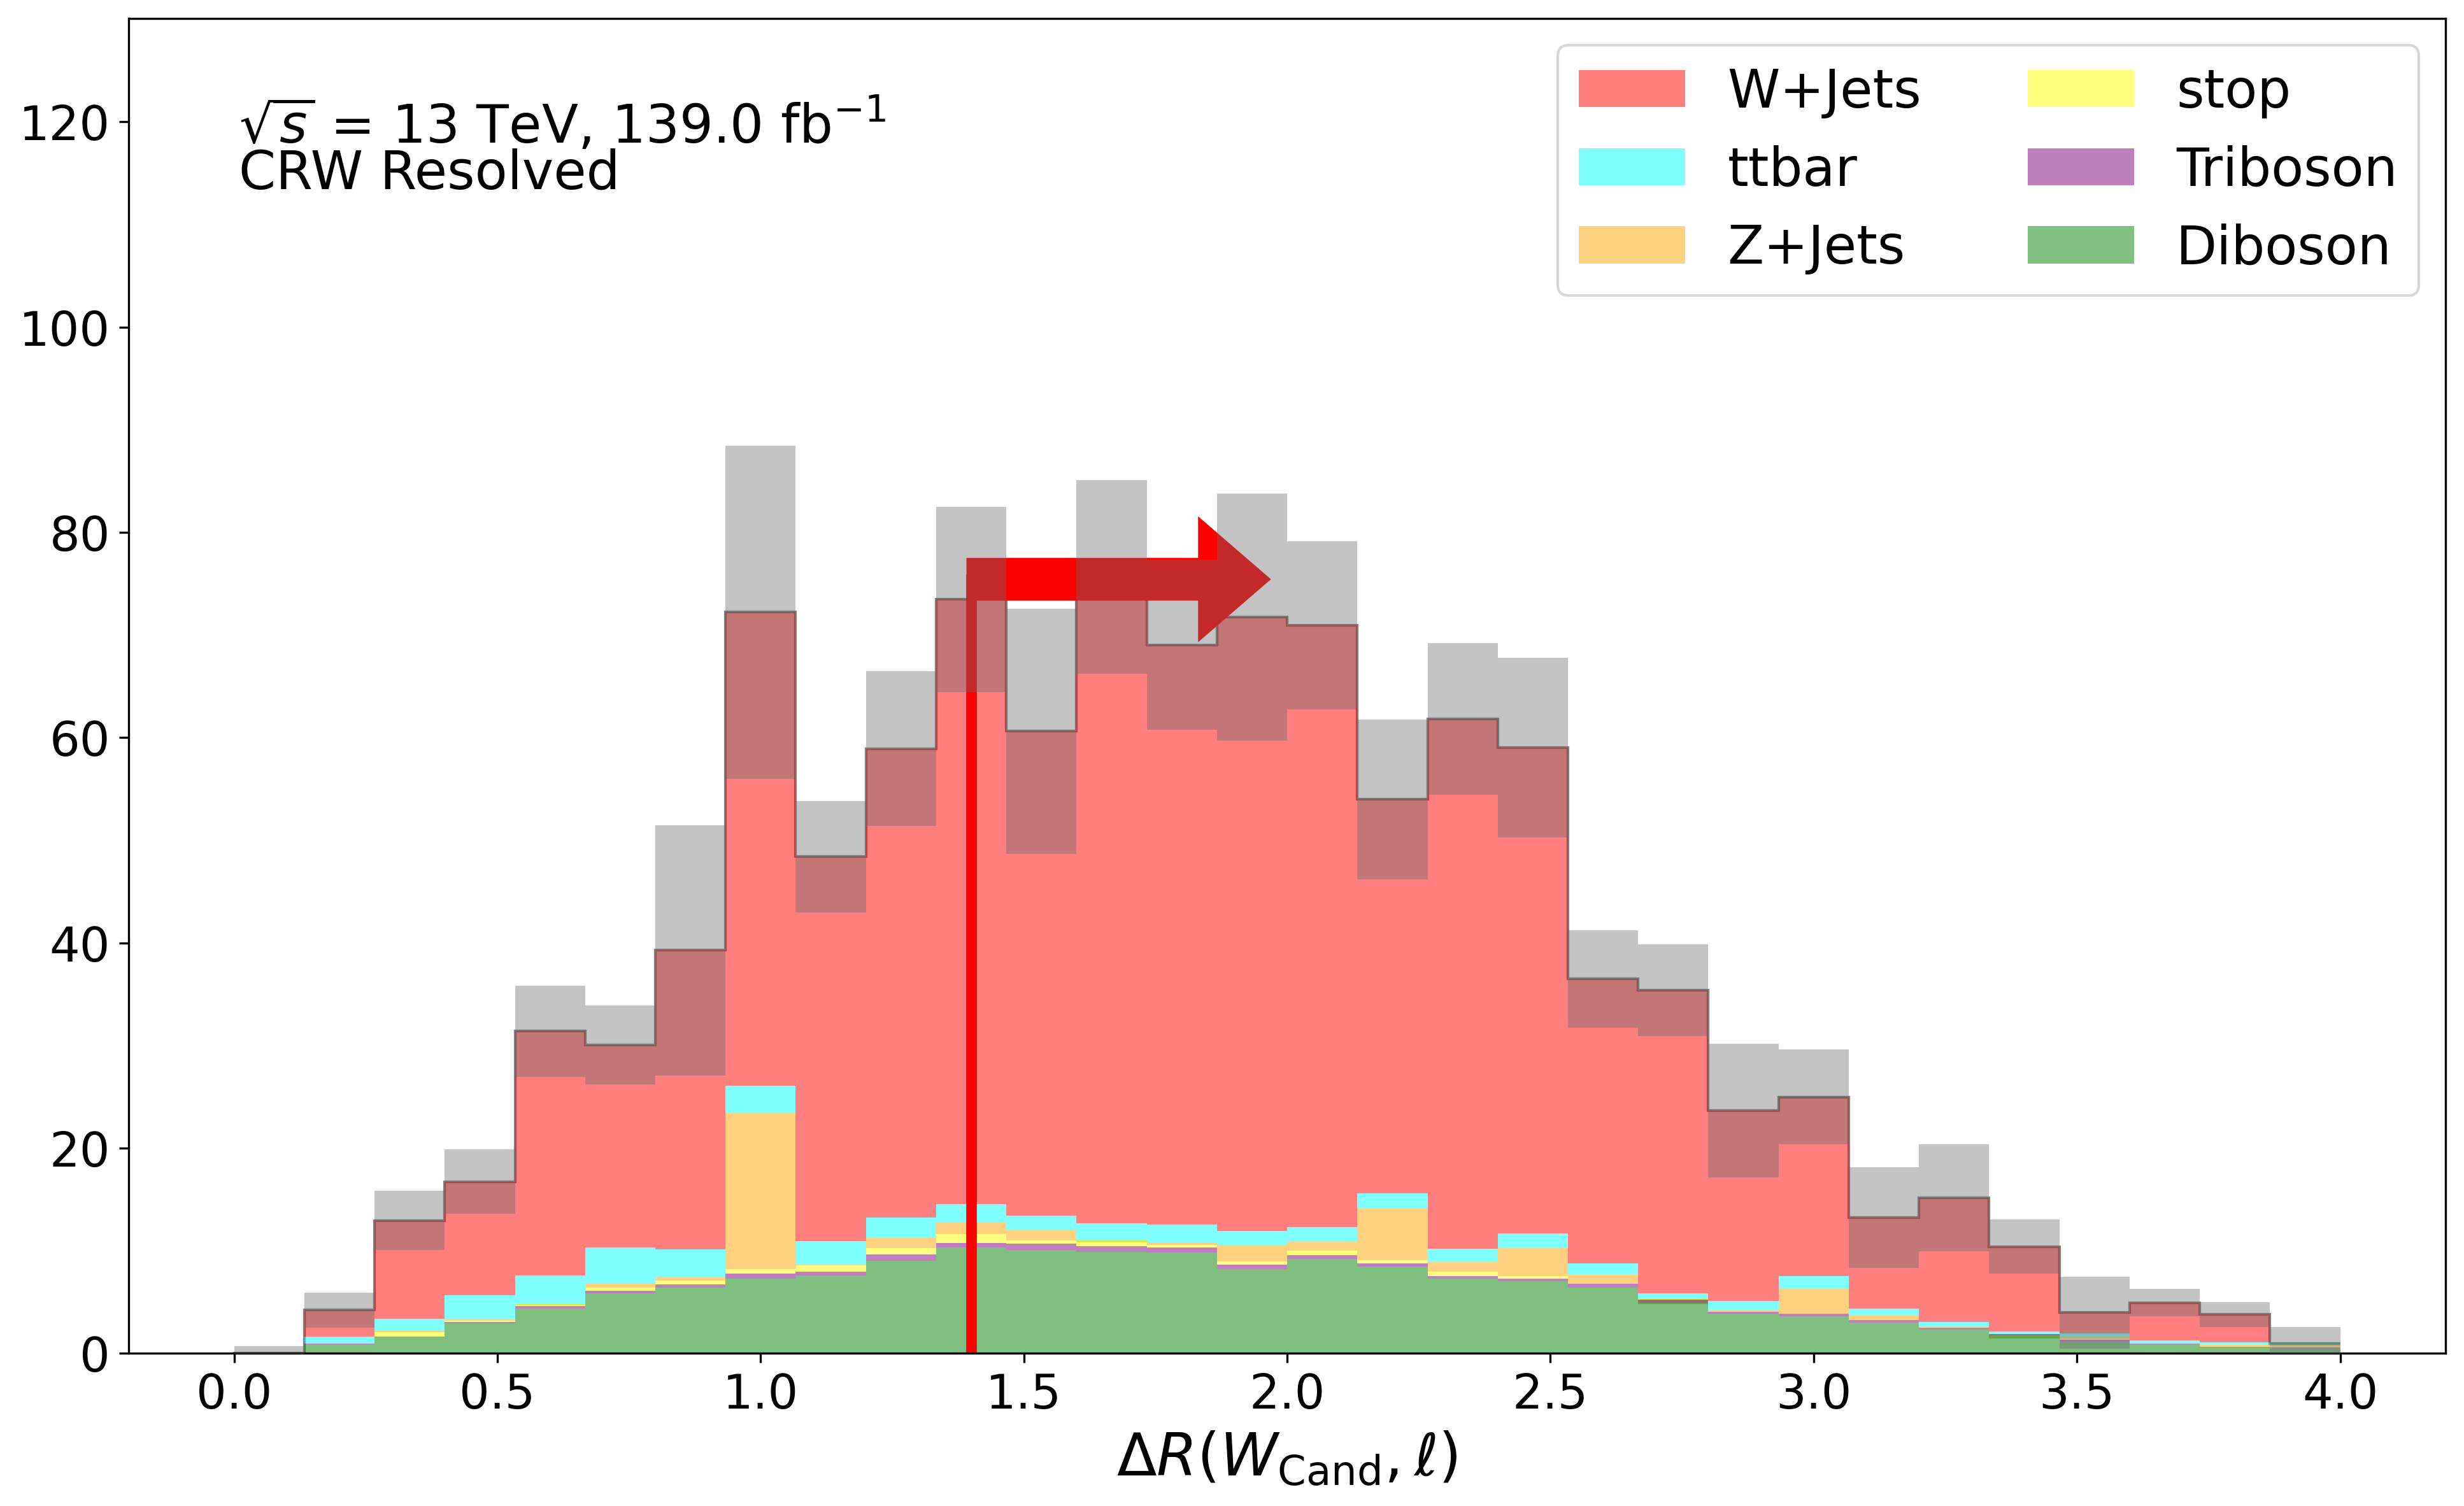 √s = 13 TeV, 139.0 fb⁻¹
CRW Resolved
W+Jets
ttbar
Z+Jets
stop
Triboson
Diboson
120
100
80
60
40
20
0
0.0 0.5 1.0 1.5 2.0 2.5 3.0 3.5 4.0
ΔR(W_Cand, ℓ)